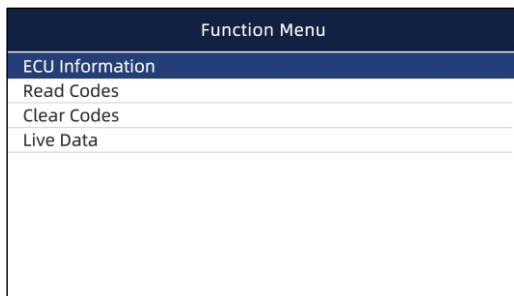 Function Menu
ECU Information
Read Codes
Clear Codes
Live Data